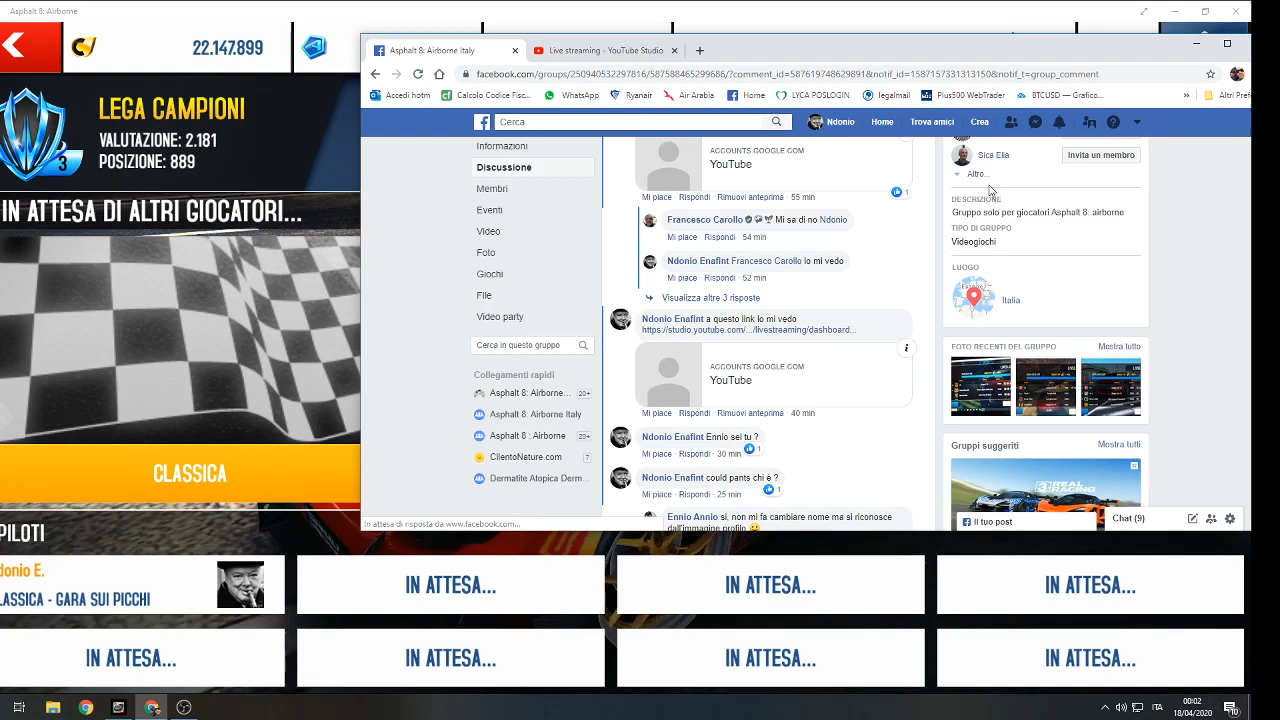 Asphalt 8: Airborne
22.147.899
LEGA CAMPIONI
VALUTAZIONE: 2.181
POSIZIONE: 889
3
IN ATTESA DI ALTRI GIOCATORI...
CLASSICA
PILOTI
donio E.
LASSICA - GARA SUI PICCHI
IN ATTESA...
IN ATTESA...
IN ATTESA...
IN ATTESA...
IN ATTESA...
IN ATTESA...
IN ATTESA...
Asphalt 8: Airborne Italy
Live streaming - YouTube Studio
facebook.com/groups/250940532297816/587588465299686/?comment_id=587619748629891&notif_id=1587157331313150&notif_t=group_comment
Accedi hotm
Calcolo Codice Fisc...
WhatsApp
Ryanair
Air Arabia
Home
LYCA POSLOGIN
legalmail
Plus500 WebTrader
BTCUSD — Grafico...
»
Altri Pref
Cerca
Ndonio
Home
Trova amici
Crea
Informazioni
Discussione
Membri
Eventi
Video
Foto
Giochi
File
Video party
Cerca in questo gruppo
Collegamenti rapidi
Asphalt 8: Airborne... 20+
Asphalt 8: Airborne Italy
Asphalt 8 : Airborne 20+
CilentoNature.com 7
Dermatite Atopica Derm...
ACCOUNTS.GOOGLE.COM
YouTube
1
Mi piace · Rispondi · Rimuovi anteprima · 55 min
Francesco Carollo Mi sa di no Ndonio
Mi piace · Rispondi · 54 min
Ndonio Enafint Francesco Carollo io mi vedo
Mi piace · Rispondi · 52 min
Visualizza altre 3 risposte
Ndonio Enafint a questo link Io mi vedo
https://studio.youtube.com/.../livestreaming/dashboard...
ACCOUNTS.GOOGLE.COM
YouTube
Mi piace · Rispondi · Rimuovi anteprima · 40 min
Ndonio Enafint Ennio sei tu ?
1
Mi piace · Rispondi · 30 min
Ndonio Enafint could pants chi è ?
1
Mi piace · Rispondi · 25 min
Ennio Annio si, non mi fa cambiare nome ma si riconosce
dall'immagine profilo
In attesa di risposta da www.facebook.com...
Sica Elia
Invita un membro
Altro...
DESCRIZIONE
Gruppo solo per giocatori Asphalt 8: airborne
TIPO DI GRUPPO
Videogiochi
LUOGO
Italia
FOTO RECENTI DEL GRUPPO
Mostra tutto
Gruppi suggeriti
Mostra tutti
REAL RACING
Il tuo post
Chat (9)
ITA
00:02
18/04/2020
10